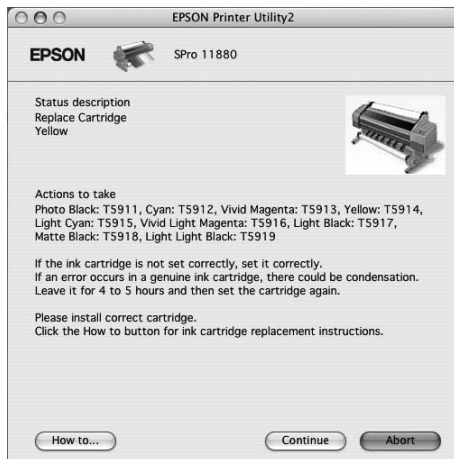 EPSON Printer Utility2
EPSON
SPro 11880
Status description
Replace Cartridge
Yellow
Actions to take
Photo Black: T5911, Cyan: T5912, Vivid Magenta: T5913, Yellow: T5914,
Light Cyan: T5915, Vivid Light Magenta: T5916, Light Black: T5917,
Matte Black: T5918, Light Light Black: T5919
If the ink cartridge is not set correctly, set it correctly.
If an error occurs in a genuine ink cartridge, there could be condensation.
Leave it for 4 to 5 hours and then set the cartridge again.
Please install correct cartridge.
Click the How to button for ink cartridge replacement instructions.
How to...
Continue
Abort